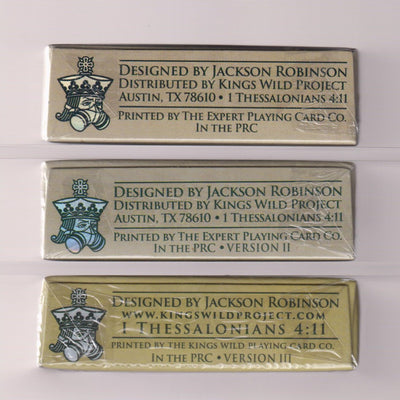 Designed by Jackson Robinson
Distributed by Kings Wild Project
Austin, TX 78610 • 1 Thessalonians 4:11
Printed by The Expert Playing Card Co.
In the PRC
Designed by Jackson Robinson
Distributed by Kings Wild Project
Austin, TX 78610 • 1 Thessalonians 4:11
Printed by The Expert Playing Card Co.
In the PRC • Version II
Designed by Jackson Robinson
www.kingswildproject.com
1 Thessalonians 4:11
Printed by the Kings Wild Playing Card Co.
In the PRC • Version III